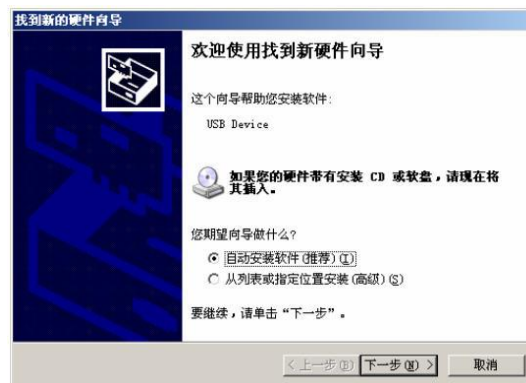 找到新的硬件向导
欢迎使用找到新硬件向导
这个向导帮助您安装软件:
USB Device
如果您的硬件带有安装 CD 或软盘，请现在将
其插入。
您期望向导做什么?
自动安装软件(推荐)(I)
从列表或指定位置安装(高级)(S)
要继续，请单击“下一步”。
< 上一步(B)
下一步(N) >
取消